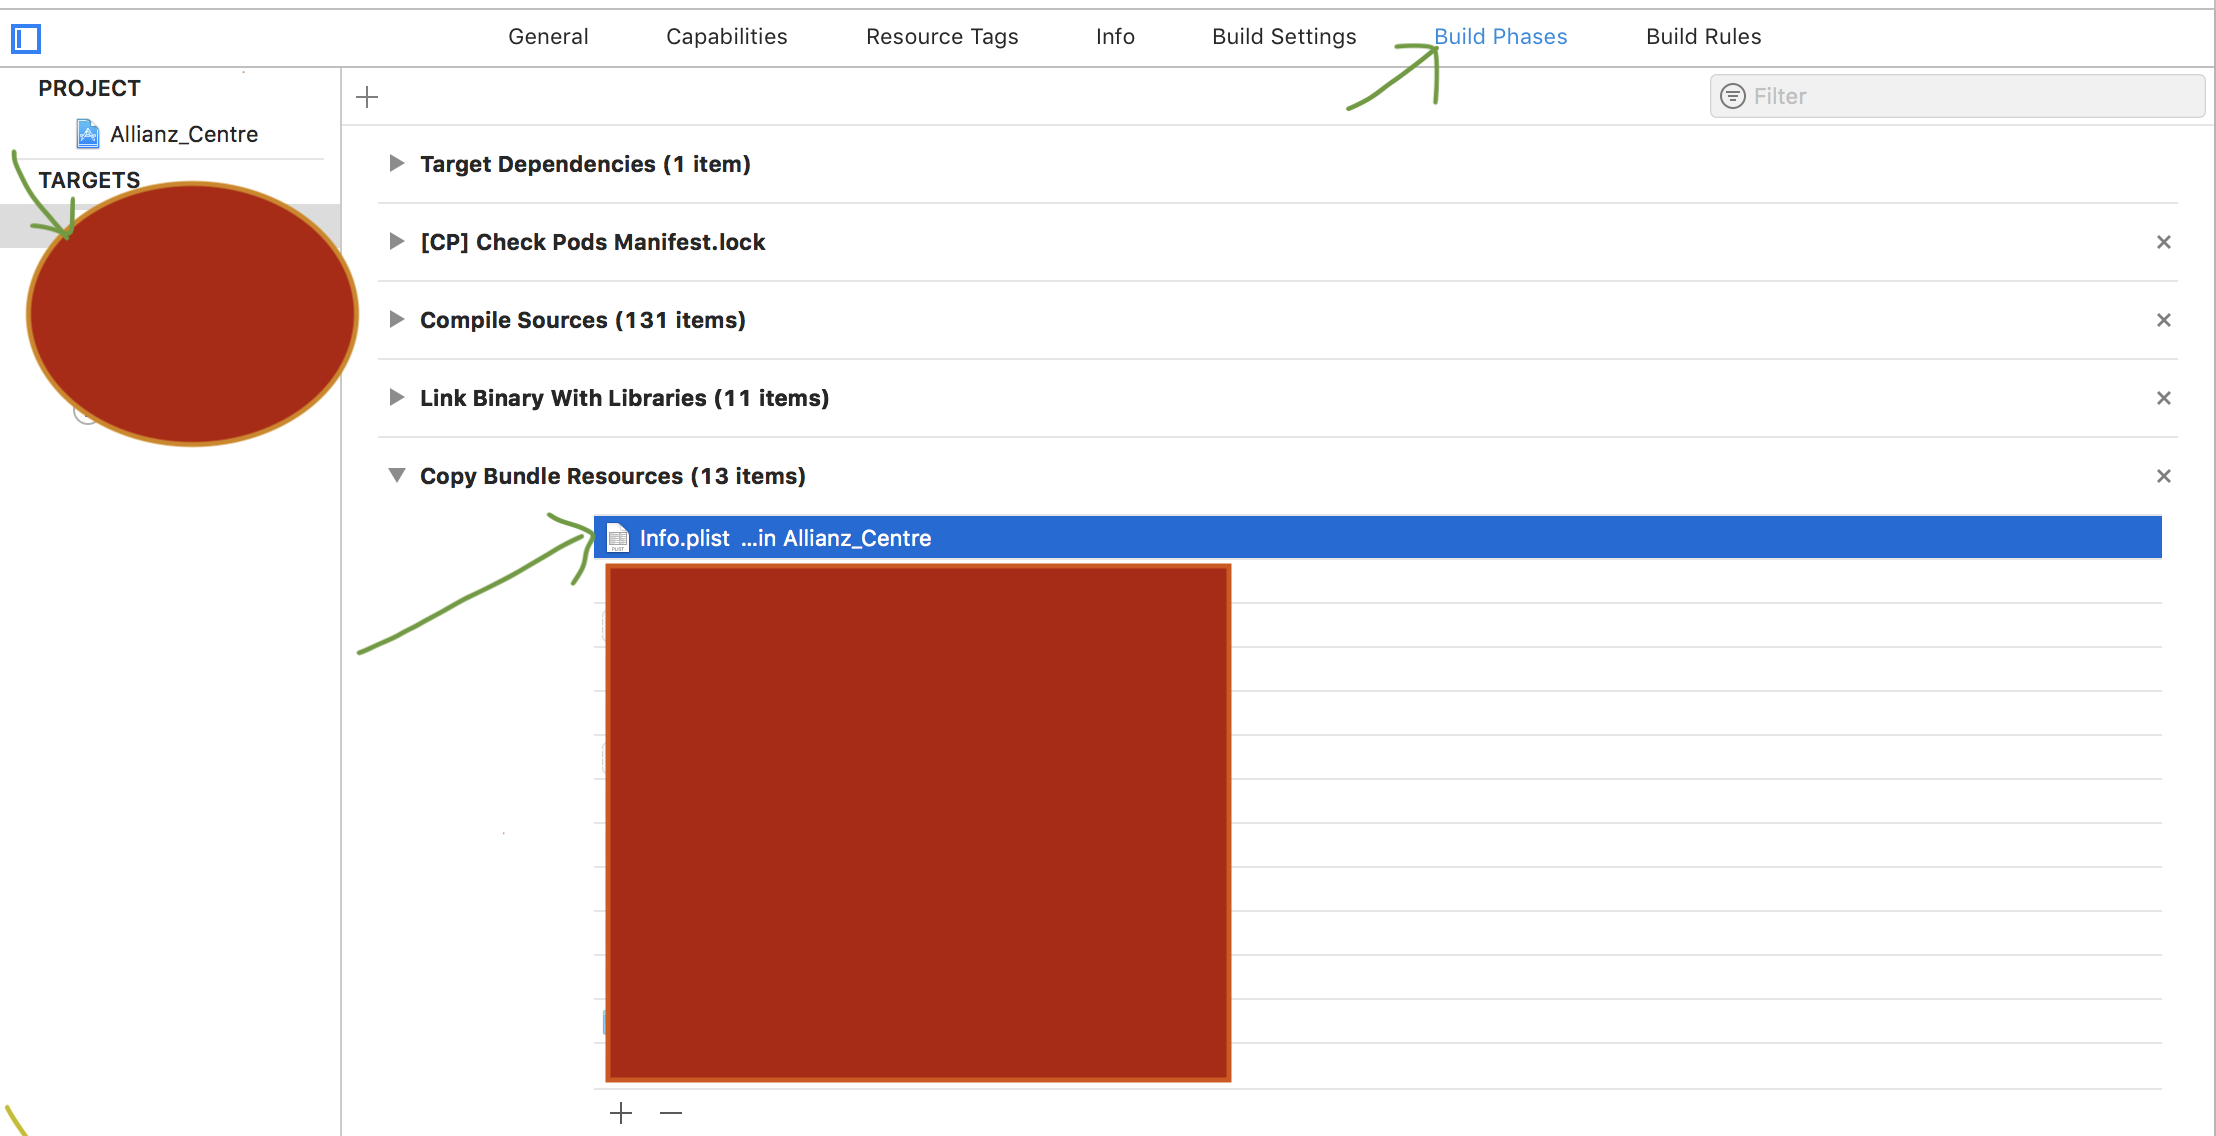 General Capabilities Resource Tags Info Build Settings Build Phases Build Rules
PROJECT
Allianz_Centre
TARGETS
Filter
Target Dependencies (1 item)
[CP] Check Pods Manifest.lock
Compile Sources (131 items)
Link Binary With Libraries (11 items)
Copy Bundle Resources (13 items)
Info.plist ...in Allianz_Centre